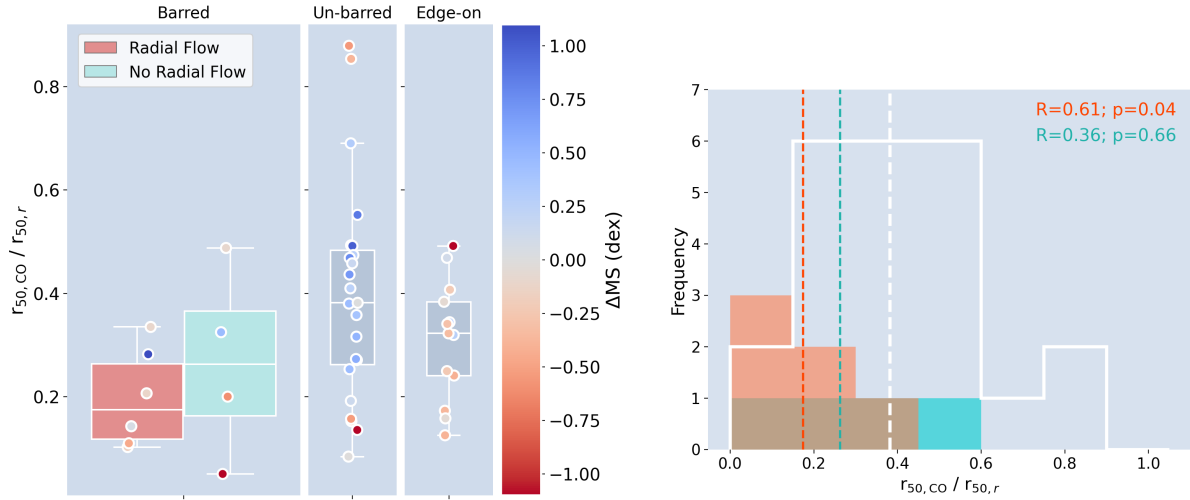 Barred
Un-barred
Edge-on
Radial Flow
No Radial Flow
0.8
0.6
0.4
0.2
r50,CO / r50,r
1.00
0.75
0.50
0.25
0.00
−0.25
−0.50
−0.75
−1.00
ΔMS (dex)
R=0.61; p=0.04
R=0.36; p=0.66
7
6
5
4
3
2
1
0
Frequency
0.0 0.2 0.4 0.6 0.8 1.0
r50,CO / r50,r